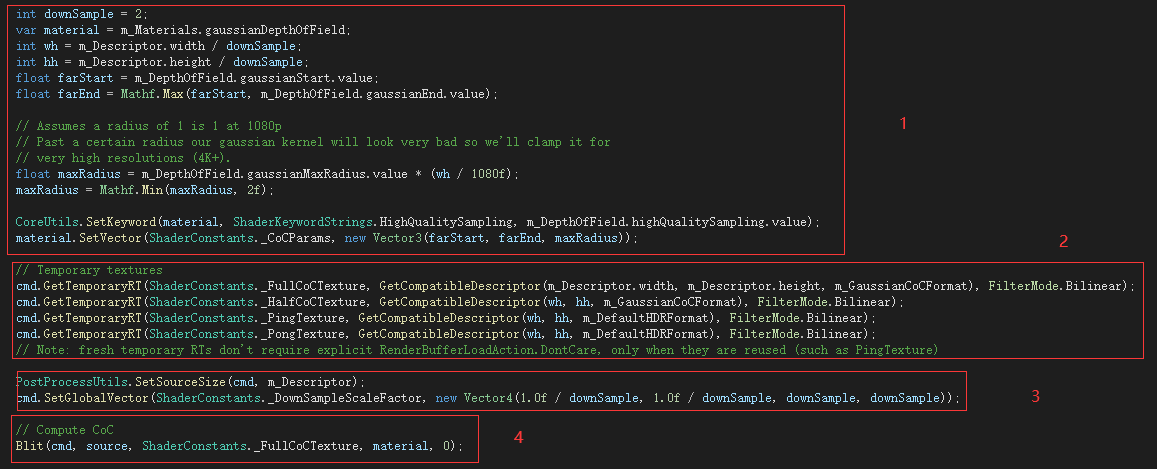 int downSample = 2;
var material = m_Materials.gaussianDepthOfField;
int wh = m_Descriptor.width / downSample;
int hh = m_Descriptor.height / downSample;
float farStart = m_DepthOfField.gaussianStart.value;
float farEnd = Mathf.Max(farStart, m_DepthOfField.gaussianEnd.value);
1
// Assumes a radius of 1 is 1 at 1080p
// Past a certain radius our gaussian kernel will look very bad so we'll clamp it for
// very high resolutions (4K+).
float maxRadius = m_DepthOfField.gaussianMaxRadius.value * (wh / 1080f);
maxRadius = Mathf.Min(maxRadius, 2f);
CoreUtils.SetKeyword(material, ShaderKeywordStrings.HighQualitySampling, m_DepthOfField.highQualitySampling.value);
material.SetVector(ShaderConstants._CoCParams, new Vector3(farStart, farEnd, maxRadius));
2
// Temporary textures
cmd.GetTemporaryRT(ShaderConstants._FullCoCTexture, GetCompatibleDescriptor(m_Descriptor.width, m_Descriptor.height, m_GaussianCoCFormat), FilterMode.Bilinear);
cmd.GetTemporaryRT(ShaderConstants._HalfCoCTexture, GetCompatibleDescriptor(wh, hh, m_GaussianCoCFormat), FilterMode.Bilinear);
cmd.GetTemporaryRT(ShaderConstants._PingTexture, GetCompatibleDescriptor(wh, hh, m_DefaultHDRFormat), FilterMode.Bilinear);
cmd.GetTemporaryRT(ShaderConstants._PongTexture, GetCompatibleDescriptor(wh, hh, m_DefaultHDRFormat), FilterMode.Bilinear);
// Note: fresh temporary RTs don't require explicit RenderBufferLoadAction.DontCare, only when they are reused (such as PingTexture)
PostProcessUtils.SetSourceSize(cmd, m_Descriptor);
cmd.SetGlobalVector(ShaderConstants._DownSampleScaleFactor, new Vector4(1.0f / downSample, 1.0f / downSample, downSample, downSample));
3
// Compute CoC
Blit(cmd, source, ShaderConstants._FullCoCTexture, material, 0);
4